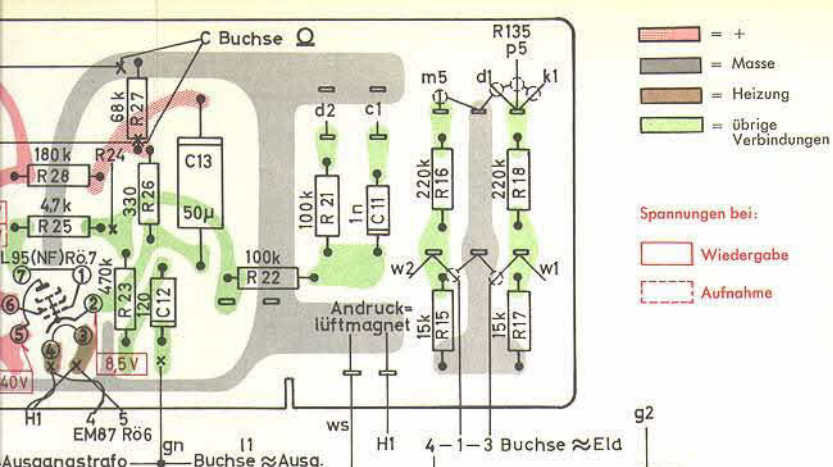 C Buchse Ω
R135
p5
m5
d1
k1
= +
= Masse
= Heizung
= übrige
Verbindungen
68k
R27
d2
c1
180k
R24
R28
C13
50µ
330
R26
4,7k
R25
100k
R21
1n
C11
220k
R16
220k
R18
Spannungen bei:
Wiedergabe
Aufnahme
L95(NF)Rö.7
470k
R23
120
C12
100k
R22
w2
w1
7
1
6
2
5
4
3
Andruck=
lüftmagnet
15k
R15
15k
R17
40V
8,5V
H1
4
5
EM87 Rö6
gn
l1
ws
H1
4-1-3 Buchse ≈Eld
g2
Ausgangstrafo
Buchse ≈Ausg.